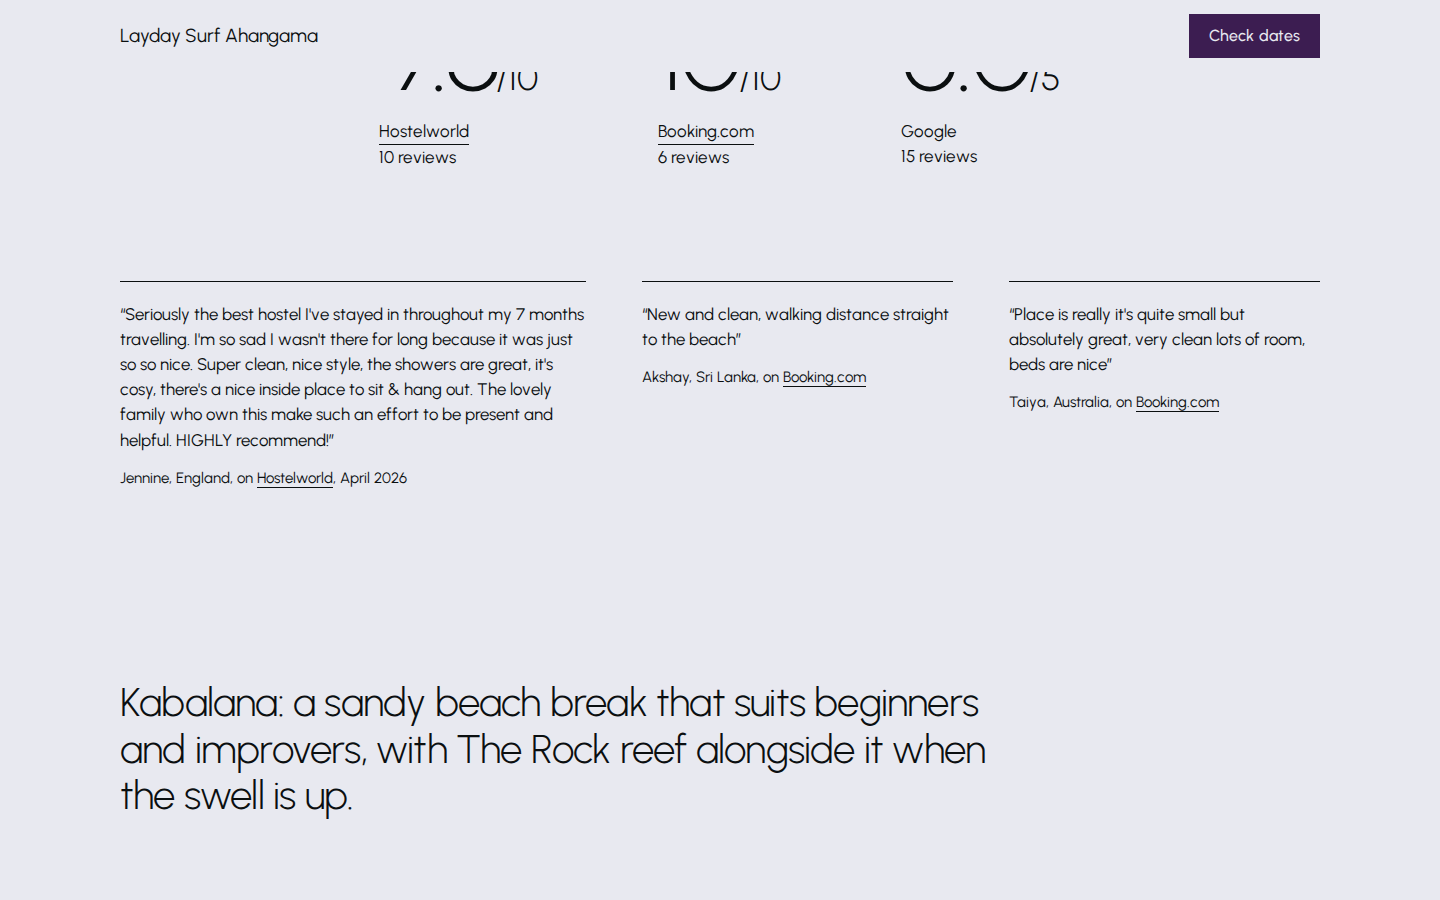 Layday Surf Ahangama
Check dates
/10
/10
/5
Hostelworld
10 reviews
Booking.com
6 reviews
Google
15 reviews
“Seriously the best hostel I've stayed in throughout my 7 months
travelling. I'm so sad I wasn't there for long because it was just
so so nice. Super clean, nice style, the showers are great, it's
cosy, there's a nice inside place to sit & hang out. The lovely
family who own this make such an effort to be present and
helpful. HIGHLY recommend!”
Jennine, England, on Hostelworld, April 2026
“New and clean, walking distance straight
to the beach”
Akshay, Sri Lanka, on Booking.com
“Place is really it's quite small but
absolutely great, very clean lots of room,
beds are nice”
Taiya, Australia, on Booking.com
Kabalana: a sandy beach break that suits beginners
and improvers, with The Rock reef alongside it when
the swell is up.